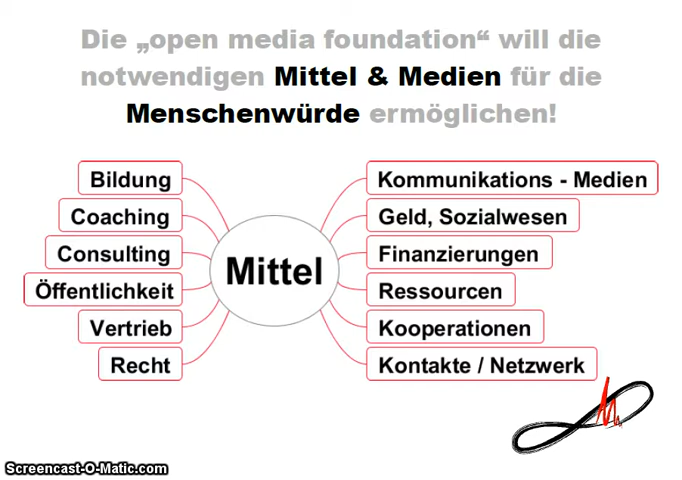 Die „open media foundation“ will die
notwendigen Mittel & Medien für die
Menschenwürde ermöglichen!
Bildung
Coaching
Consulting
Öffentlichkeit
Vertrieb
Recht
Mittel
Kommunikations - Medien
Geld, Sozialwesen
Finanzierungen
Ressourcen
Kooperationen
Kontakte / Netzwerk
Screencast-O-Matic.com